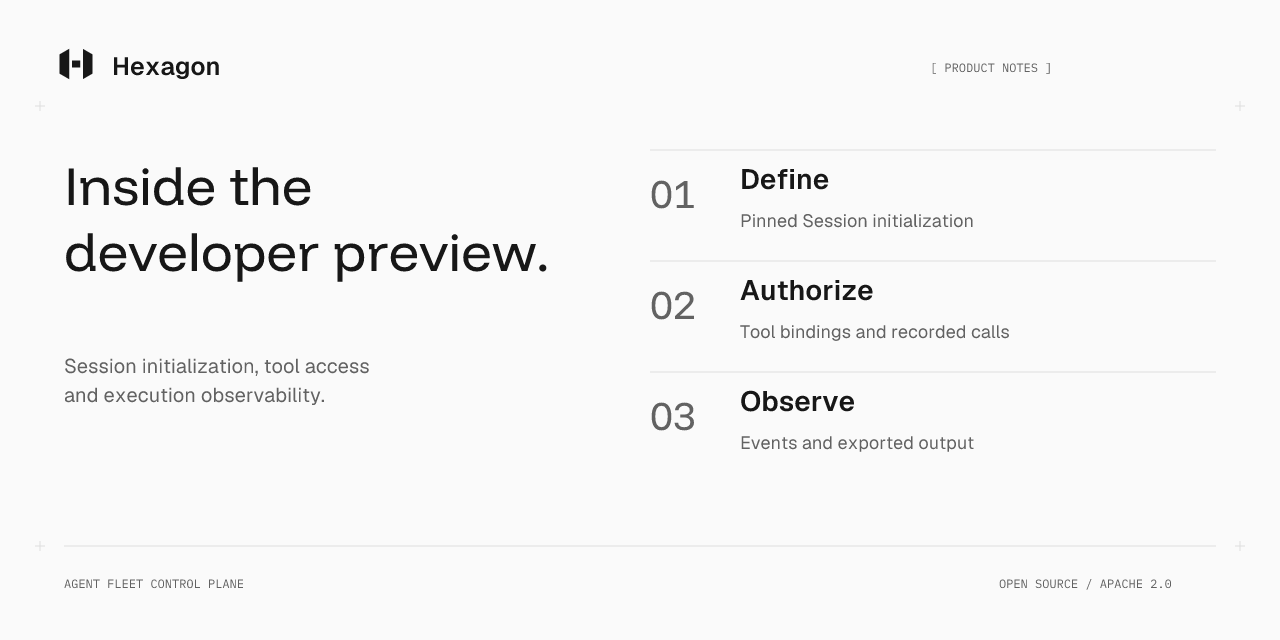 Hexagon
[ PRODUCT NOTES ]
Inside the
developer preview.
Session initialization, tool access
and execution observability.
01
Define
Pinned Session initialization
02
Authorize
Tool bindings and recorded calls
03
Observe
Events and exported output
AGENT FLEET CONTROL PLANE
OPEN SOURCE / APACHE 2.0